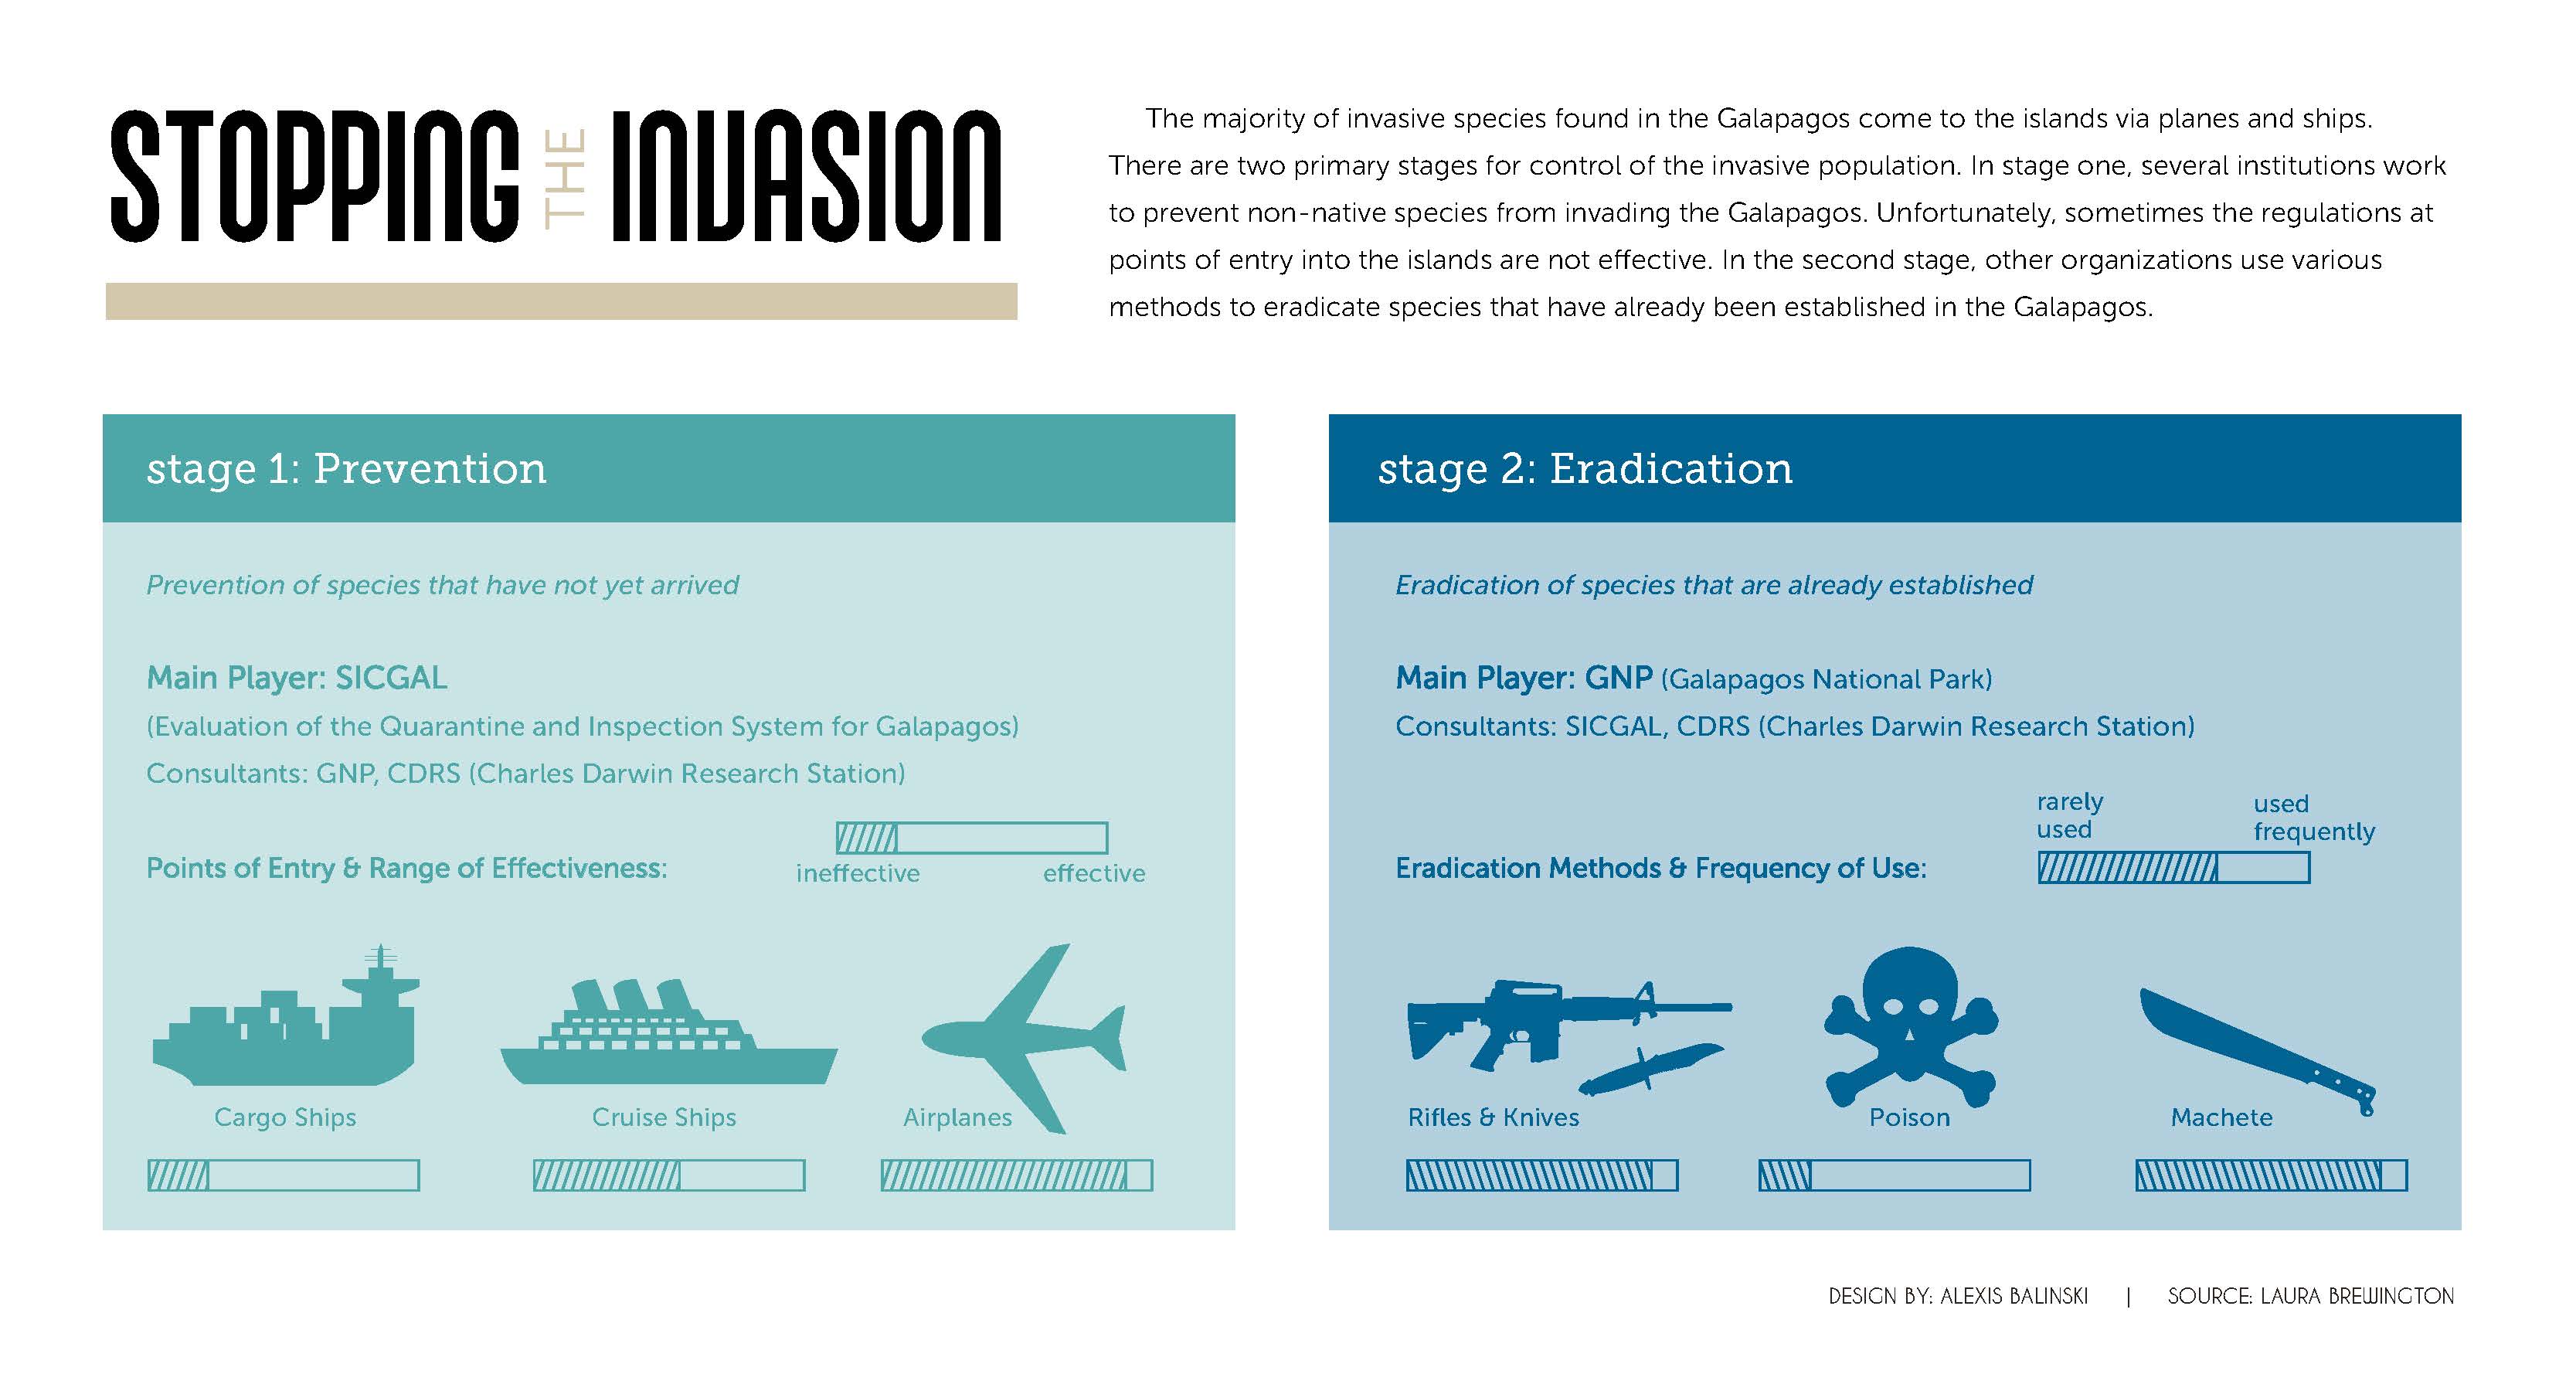 STOPPING THE INVASION
The majority of invasive species found in the Galapagos come to the islands via planes and ships.
There are two primary stages for control of the invasive population. In stage one, several institutions work
to prevent non-native species from invading the Galapagos. Unfortunately, sometimes the regulations at
points of entry into the islands are not effective. In the second stage, other organizations use various
methods to eradicate species that have already been established in the Galapagos.
stage 1: Prevention
Prevention of species that have not yet arrived
Main Player: SICGAL
(Evaluation of the Quarantine and Inspection System for Galapagos)
Consultants: GNP, CDRS (Charles Darwin Research Station)
Points of Entry & Range of Effectiveness:
ineffective effective
Cargo Ships Cruise Ships Airplanes
stage 2: Eradication
Eradication of species that are already established
Main Player: GNP (Galapagos National Park)
Consultants: SICGAL, CDRS (Charles Darwin Research Station)
rarely used
used frequently
Eradication Methods & Frequency of Use:
Rifles & Knives Poison Machete
DESIGN BY: ALEXIS BALINSKI | SOURCE: LAURA BREWINGTON